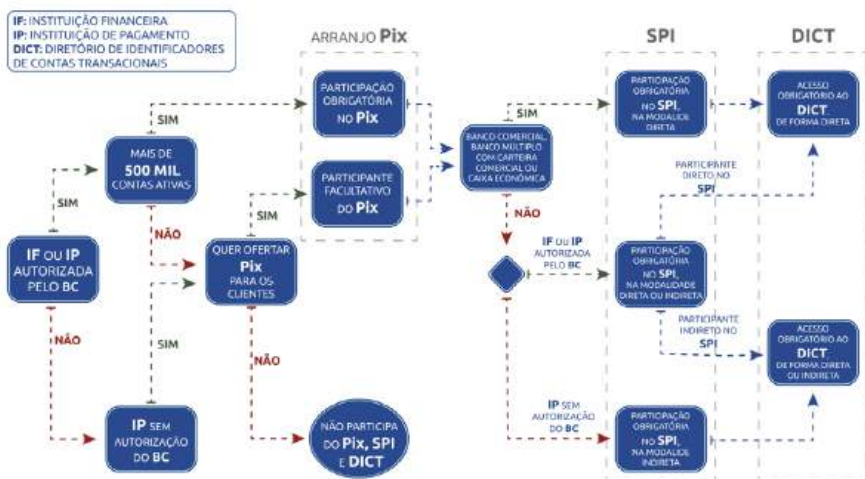 IF: INSTITUIÇÃO FINANCEIRA
IP: INSTITUIÇÃO DE PAGAMENTO
DICT: DIRETÓRIO DE IDENTIFICADORES
DE CONTAS TRANSACIONAIS
ARRANJO Pix
SPI
DICT
IF OU IP
AUTORIZADA
PELO BC
SIM
NÃO
MAIS DE
500 MIL
CONTAS ATIVAS
SIM
NÃO
IP SEM
AUTORIZAÇÃO
DO BC
SIM
QUER OFERTAR
Pix
PARA OS
CLIENTES
SIM
NÃO
NÃO PARTICIPA
DO Pix, SPI
E DICT
PARTICIPAÇÃO
OBRIGATÓRIA
NO Pix
PARTICIPANTE
FACULTATIVO
DO Pix
BANCO COMERCIAL,
BANCO MÚLTIPLO
COM CARTEIRA
COMERCIAL OU
CAIXA ECONÔMICA
SIM
NÃO
IF OU IP
AUTORIZADA
PELO BC
IP SEM
AUTORIZAÇÃO
DO BC
PARTICIPAÇÃO
OBRIGATÓRIA
NO SPI,
NA MODALIDE
DIRETA
PARTICIPANTE
DIRETO NO
SPI
PARTICIPAÇÃO
OBRIGATÓRIA
NO SPI,
NA MODALIDADE
DIRETA OU INDIRETA
PARTICIPANTE
INDIRETO NO
SPI
PARTICIPAÇÃO
OBRIGATÓRIA
NO SPI,
NA MODALIDE
INDIRETA
ACESSO
OBRIGATÓRIO AO
DICT,
DE FORMA DIRETA
ACESSO
OBRIGATÓRIO AO
DICT,
DE FORMA DIRETA
OU INDIRETA